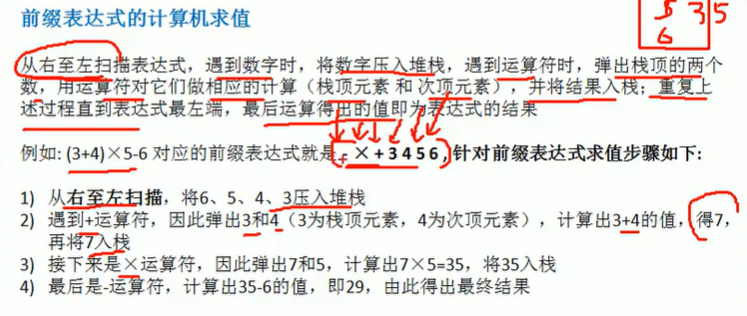 前缀表达式的计算机求值
5 3 5
6
从右至左扫描表达式，遇到数字时，将数字压入堆栈，遇到运算符时，弹出栈顶的两个
数，用运算符对它们做相应的计算（栈顶元素 和 次顶元素），并将结果入栈；重复上
述过程直到表达式最左端，最后运算得出的值即为表达式的结果
例如: (3+4)×5-6 对应的前缀表达式就是 - × + 3 4 5 6 , 针对前缀表达式求值步骤如下:
1) 从右至左扫描，将6、5、4、3压入堆栈
2) 遇到+运算符，因此弹出3和4（3为栈顶元素，4为次顶元素），计算出3+4的值，得7，
再将7入栈
3) 接下来是×运算符，因此弹出7和5，计算出7×5=35，将35入栈
4) 最后是-运算符，计算出35-6的值，即29，由此得出最终结果